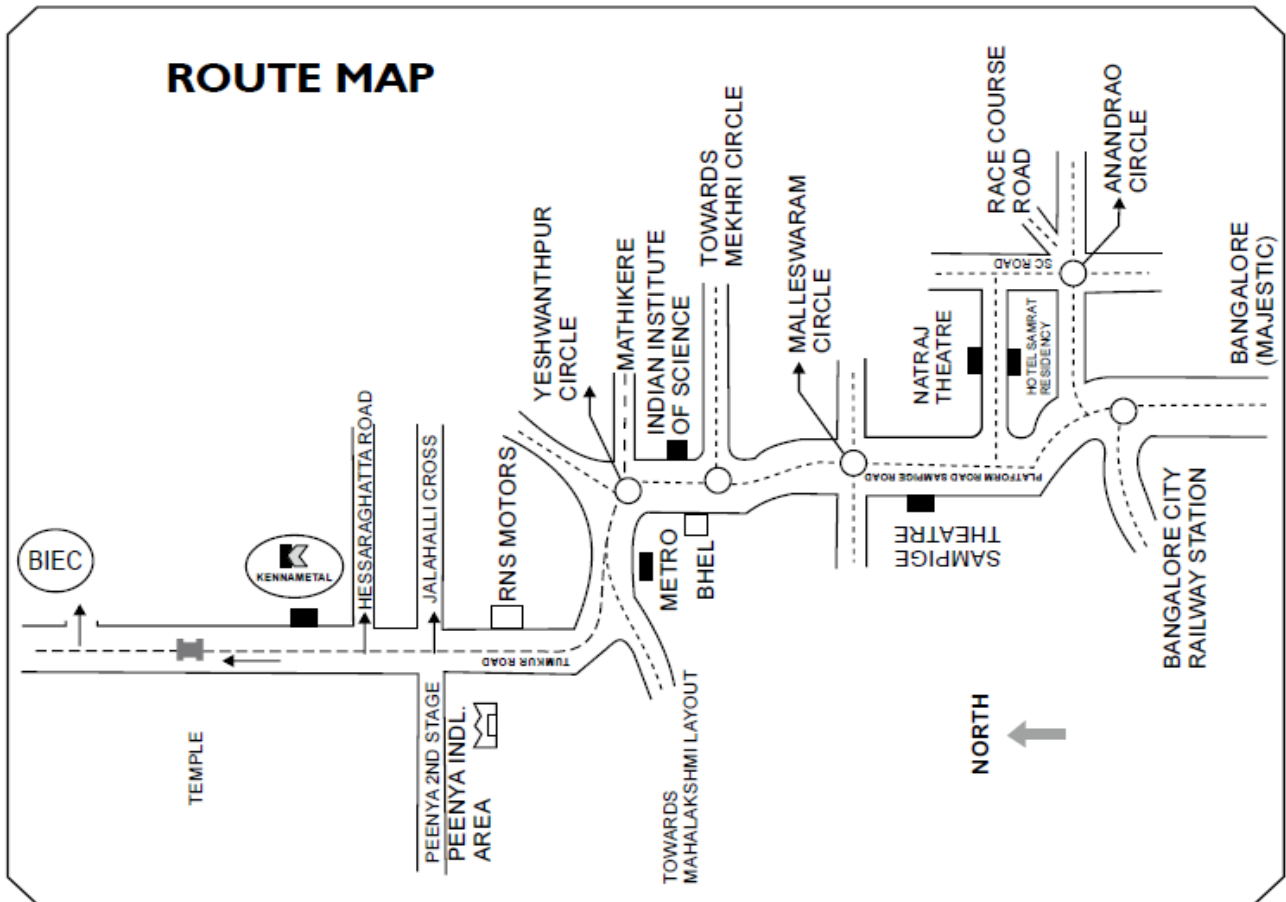 ROUTE MAP
BIEC
KENNAMETAL
HESSARAGHATTA ROAD
JALAHALLI CROSS
RNS MOTORS
YESHWANTHPUR
CIRCLE
MATHIKERE
INDIAN INSTITUTE
OF SCIENCE
TOWARDS
MEKHRI CIRCLE
MALLESWARAM
CIRCLE
NATRAJ
THEATRE
RACE COURSE
ROAD
SC ROAD
HOTEL SAMRAT
RESIDENCY
ANANDRAO
CIRCLE
BANGALORE
(MAJESTIC)
TUMKUR ROAD
METRO
BHEL
PLATFORM ROAD SAMPIGE ROAD
SAMPIGE
THEATRE
BANGALORE CITY
RAILWAY STATION
TEMPLE
PEENYA 2ND STAGE
PEENYA INDL.
AREA
TOWARDS
MAHALAKSHMI LAYOUT
NORTH